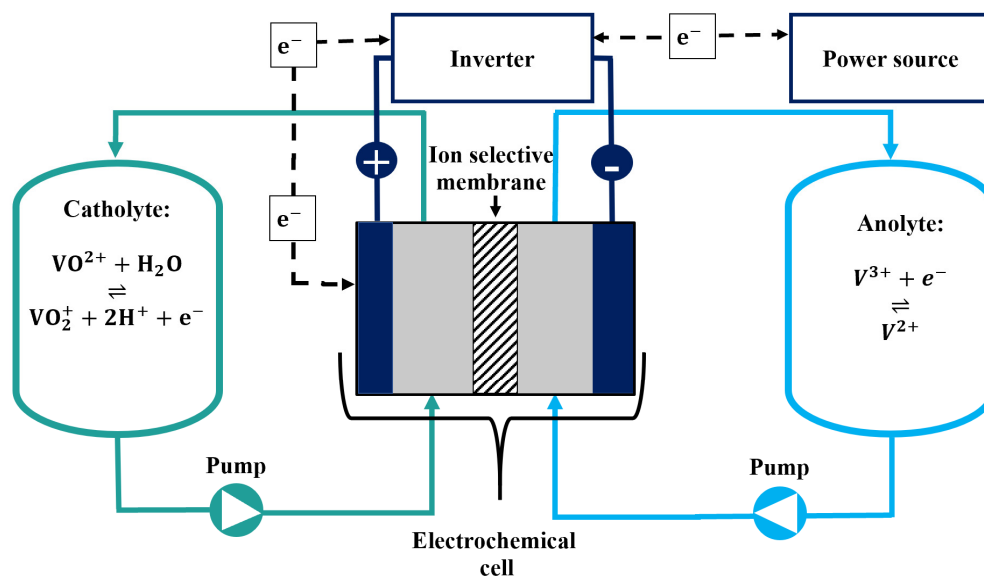 e⁻
Inverter
e⁻
Power source
+
-
Ion selective
membrane
e⁻
Catholyte:
VO²⁺ + H₂O
⇌
VO₂⁺ + 2H⁺ + e⁻
Anolyte:
V³⁺ + e⁻
⇌
V²⁺
Pump
Pump
Electrochemical
cell